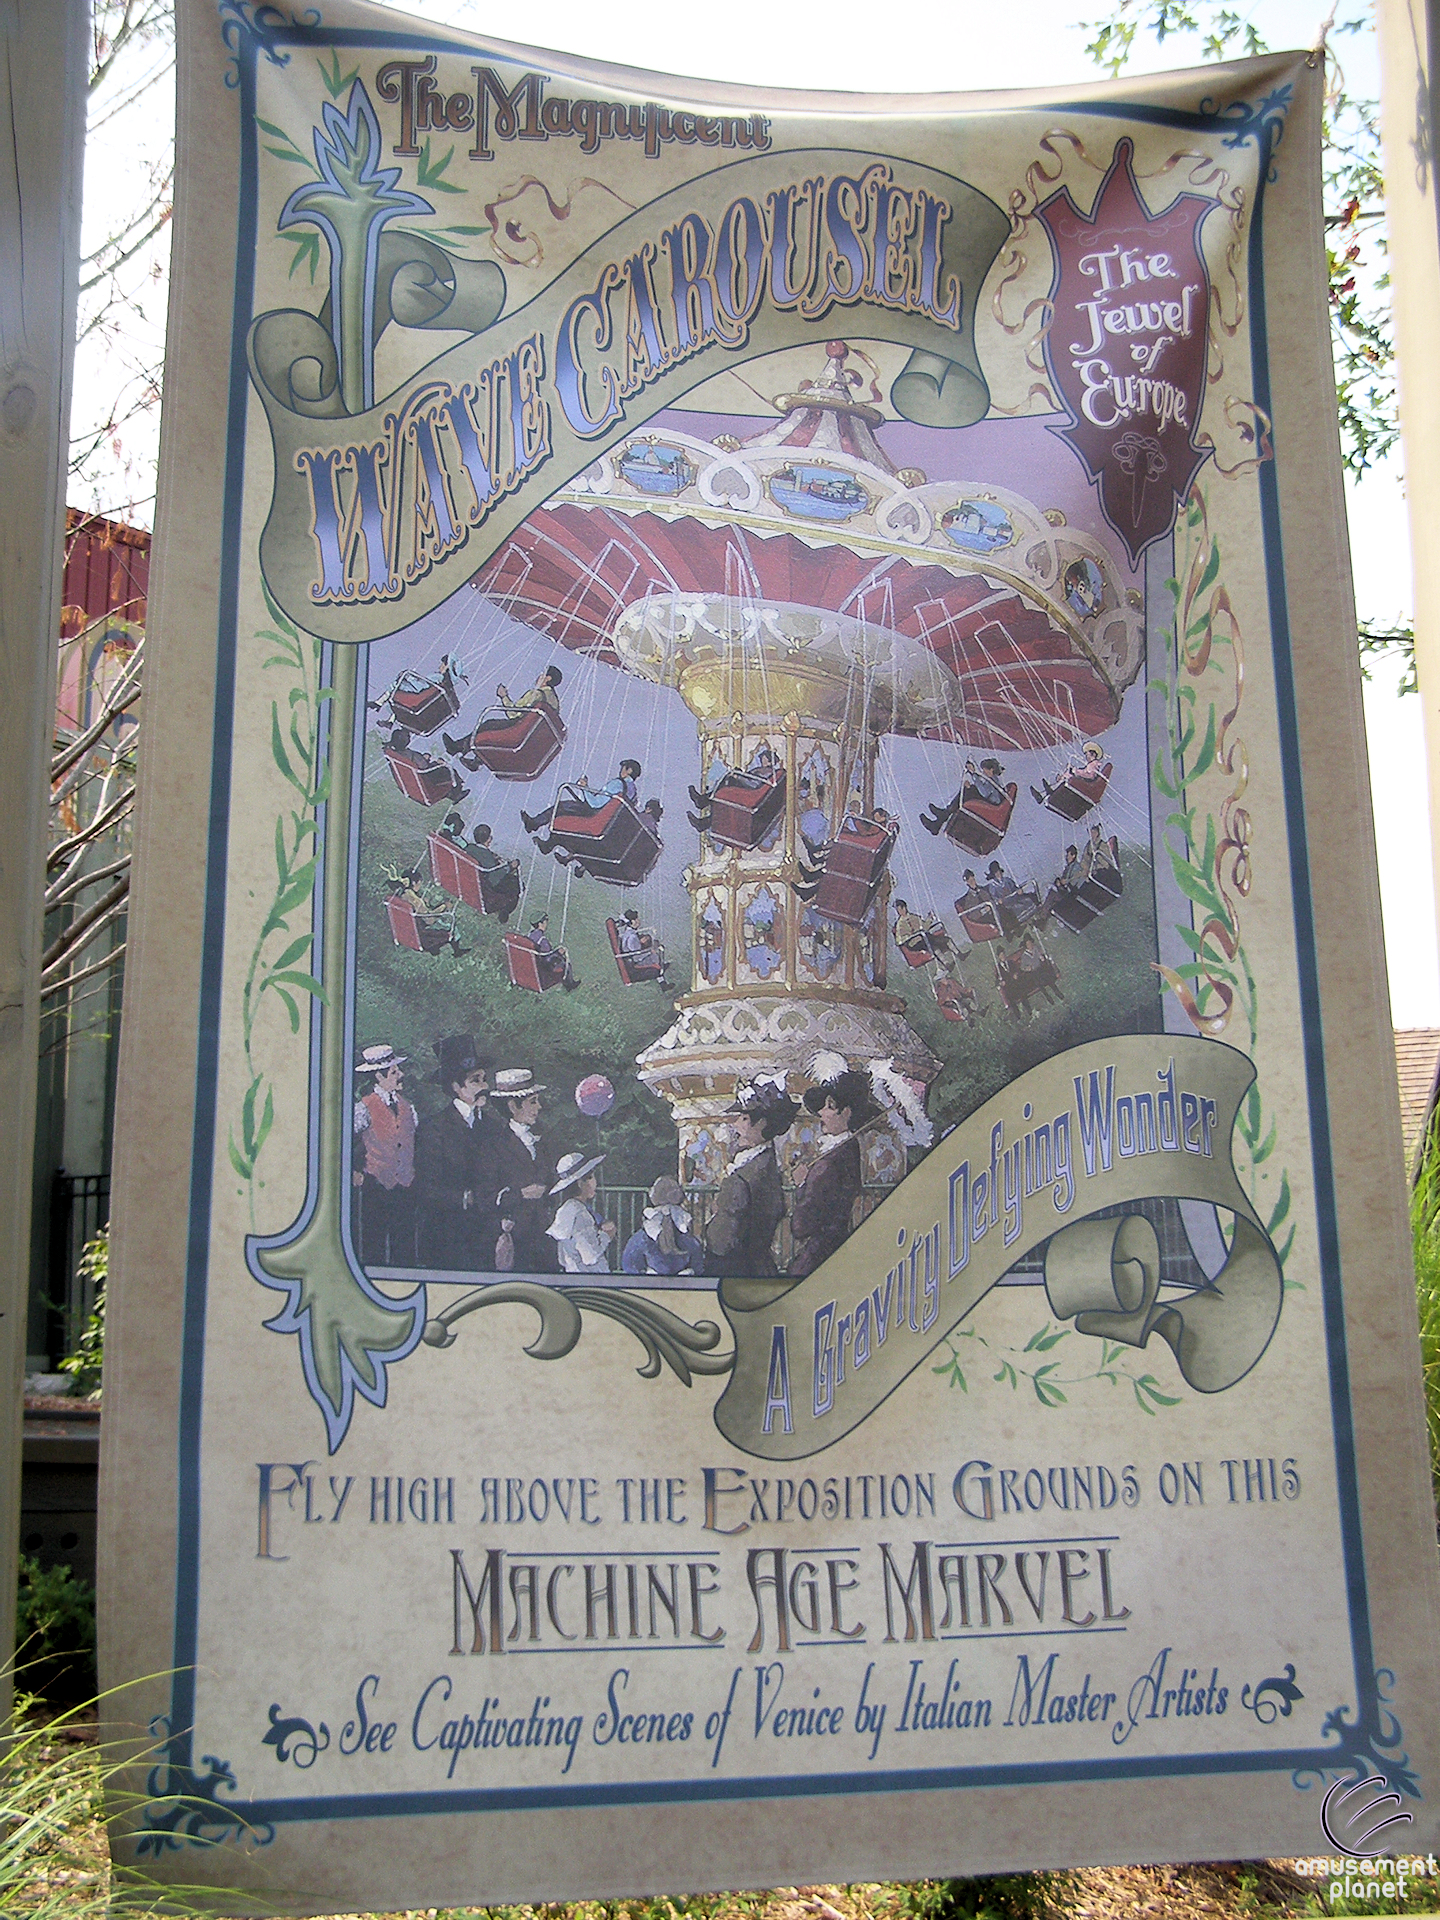 The Magnificent
WAVE CAROUSEL
The
Jewel
of
Europe
A Gravity Defying Wonder
FLY HIGH ABOVE THE EXPOSITION GROUNDS ON THIS
MACHINE AGE MARVEL
See Captivating Scenes of Venice by Italian Master Artists
amusement
planet